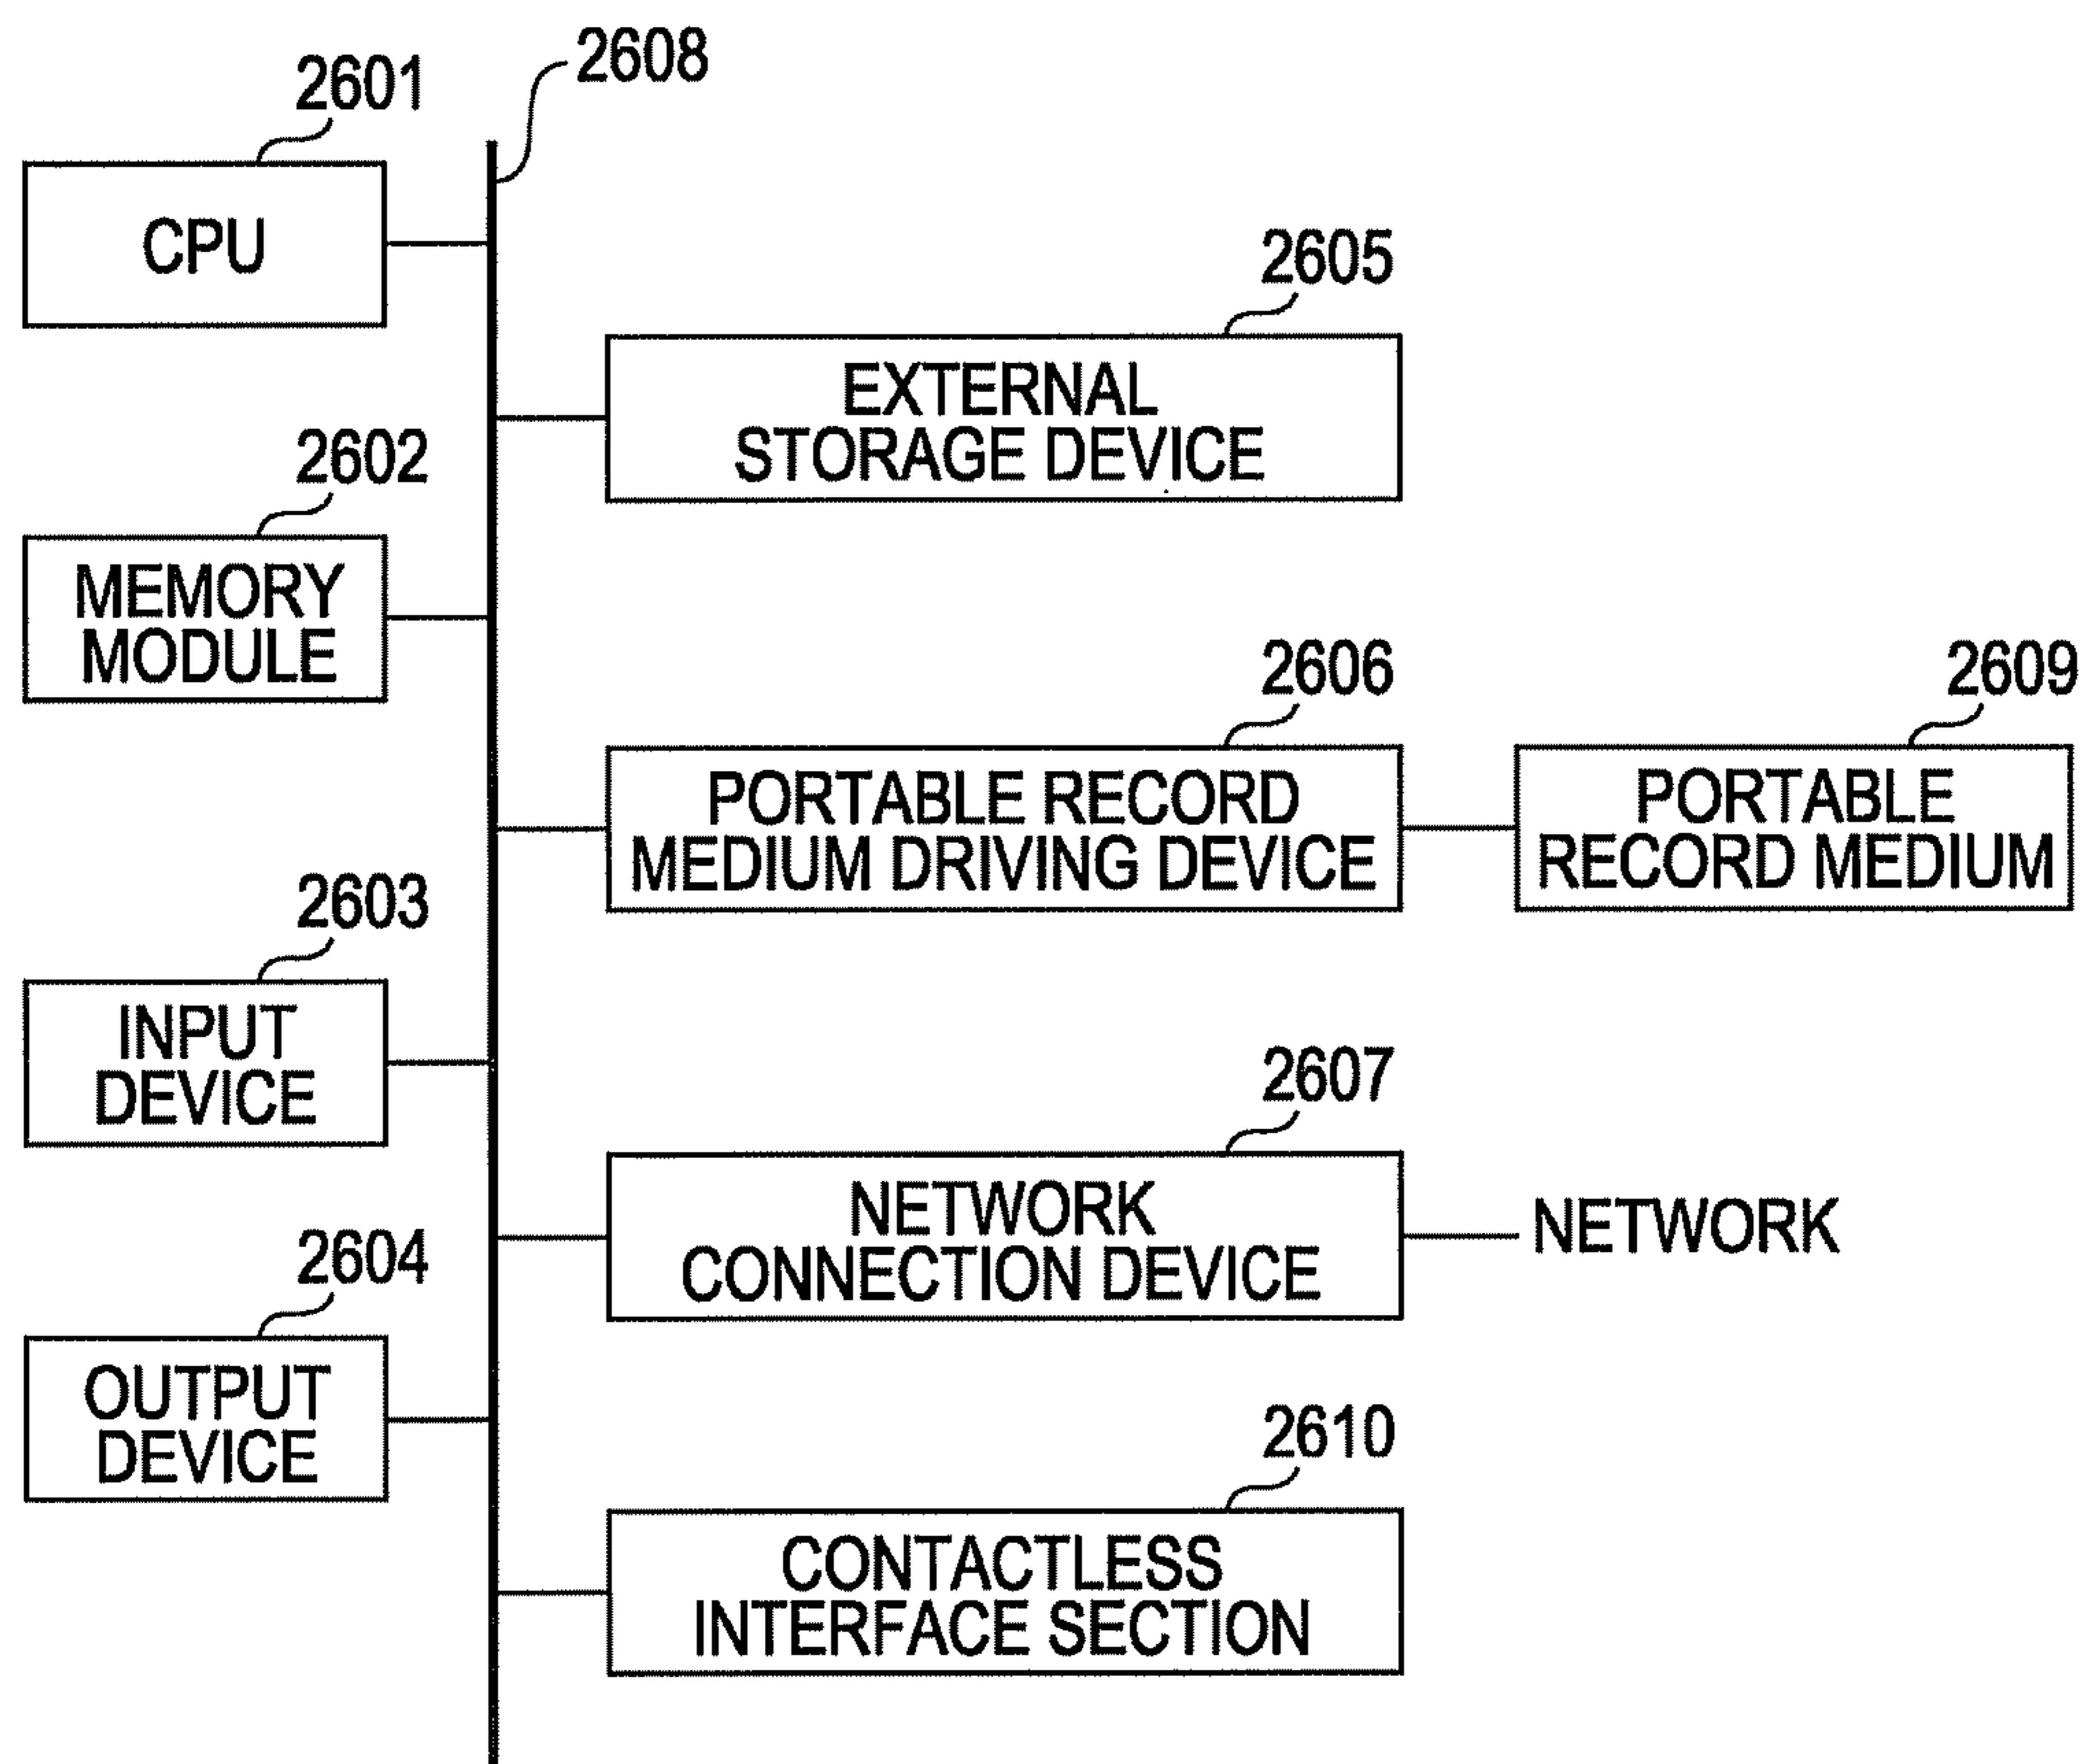 2608
2601
CPU
2605
EXTERNAL
STORAGE DEVICE
2602
MEMORY
MODULE
2606
PORTABLE RECORD
MEDIUM DRIVING DEVICE
2609
PORTABLE
RECORD MEDIUM
2603
INPUT
DEVICE
2607
NETWORK
CONNECTION DEVICE
NETWORK
2604
OUTPUT
DEVICE
2610
CONTACTLESS
INTERFACE SECTION